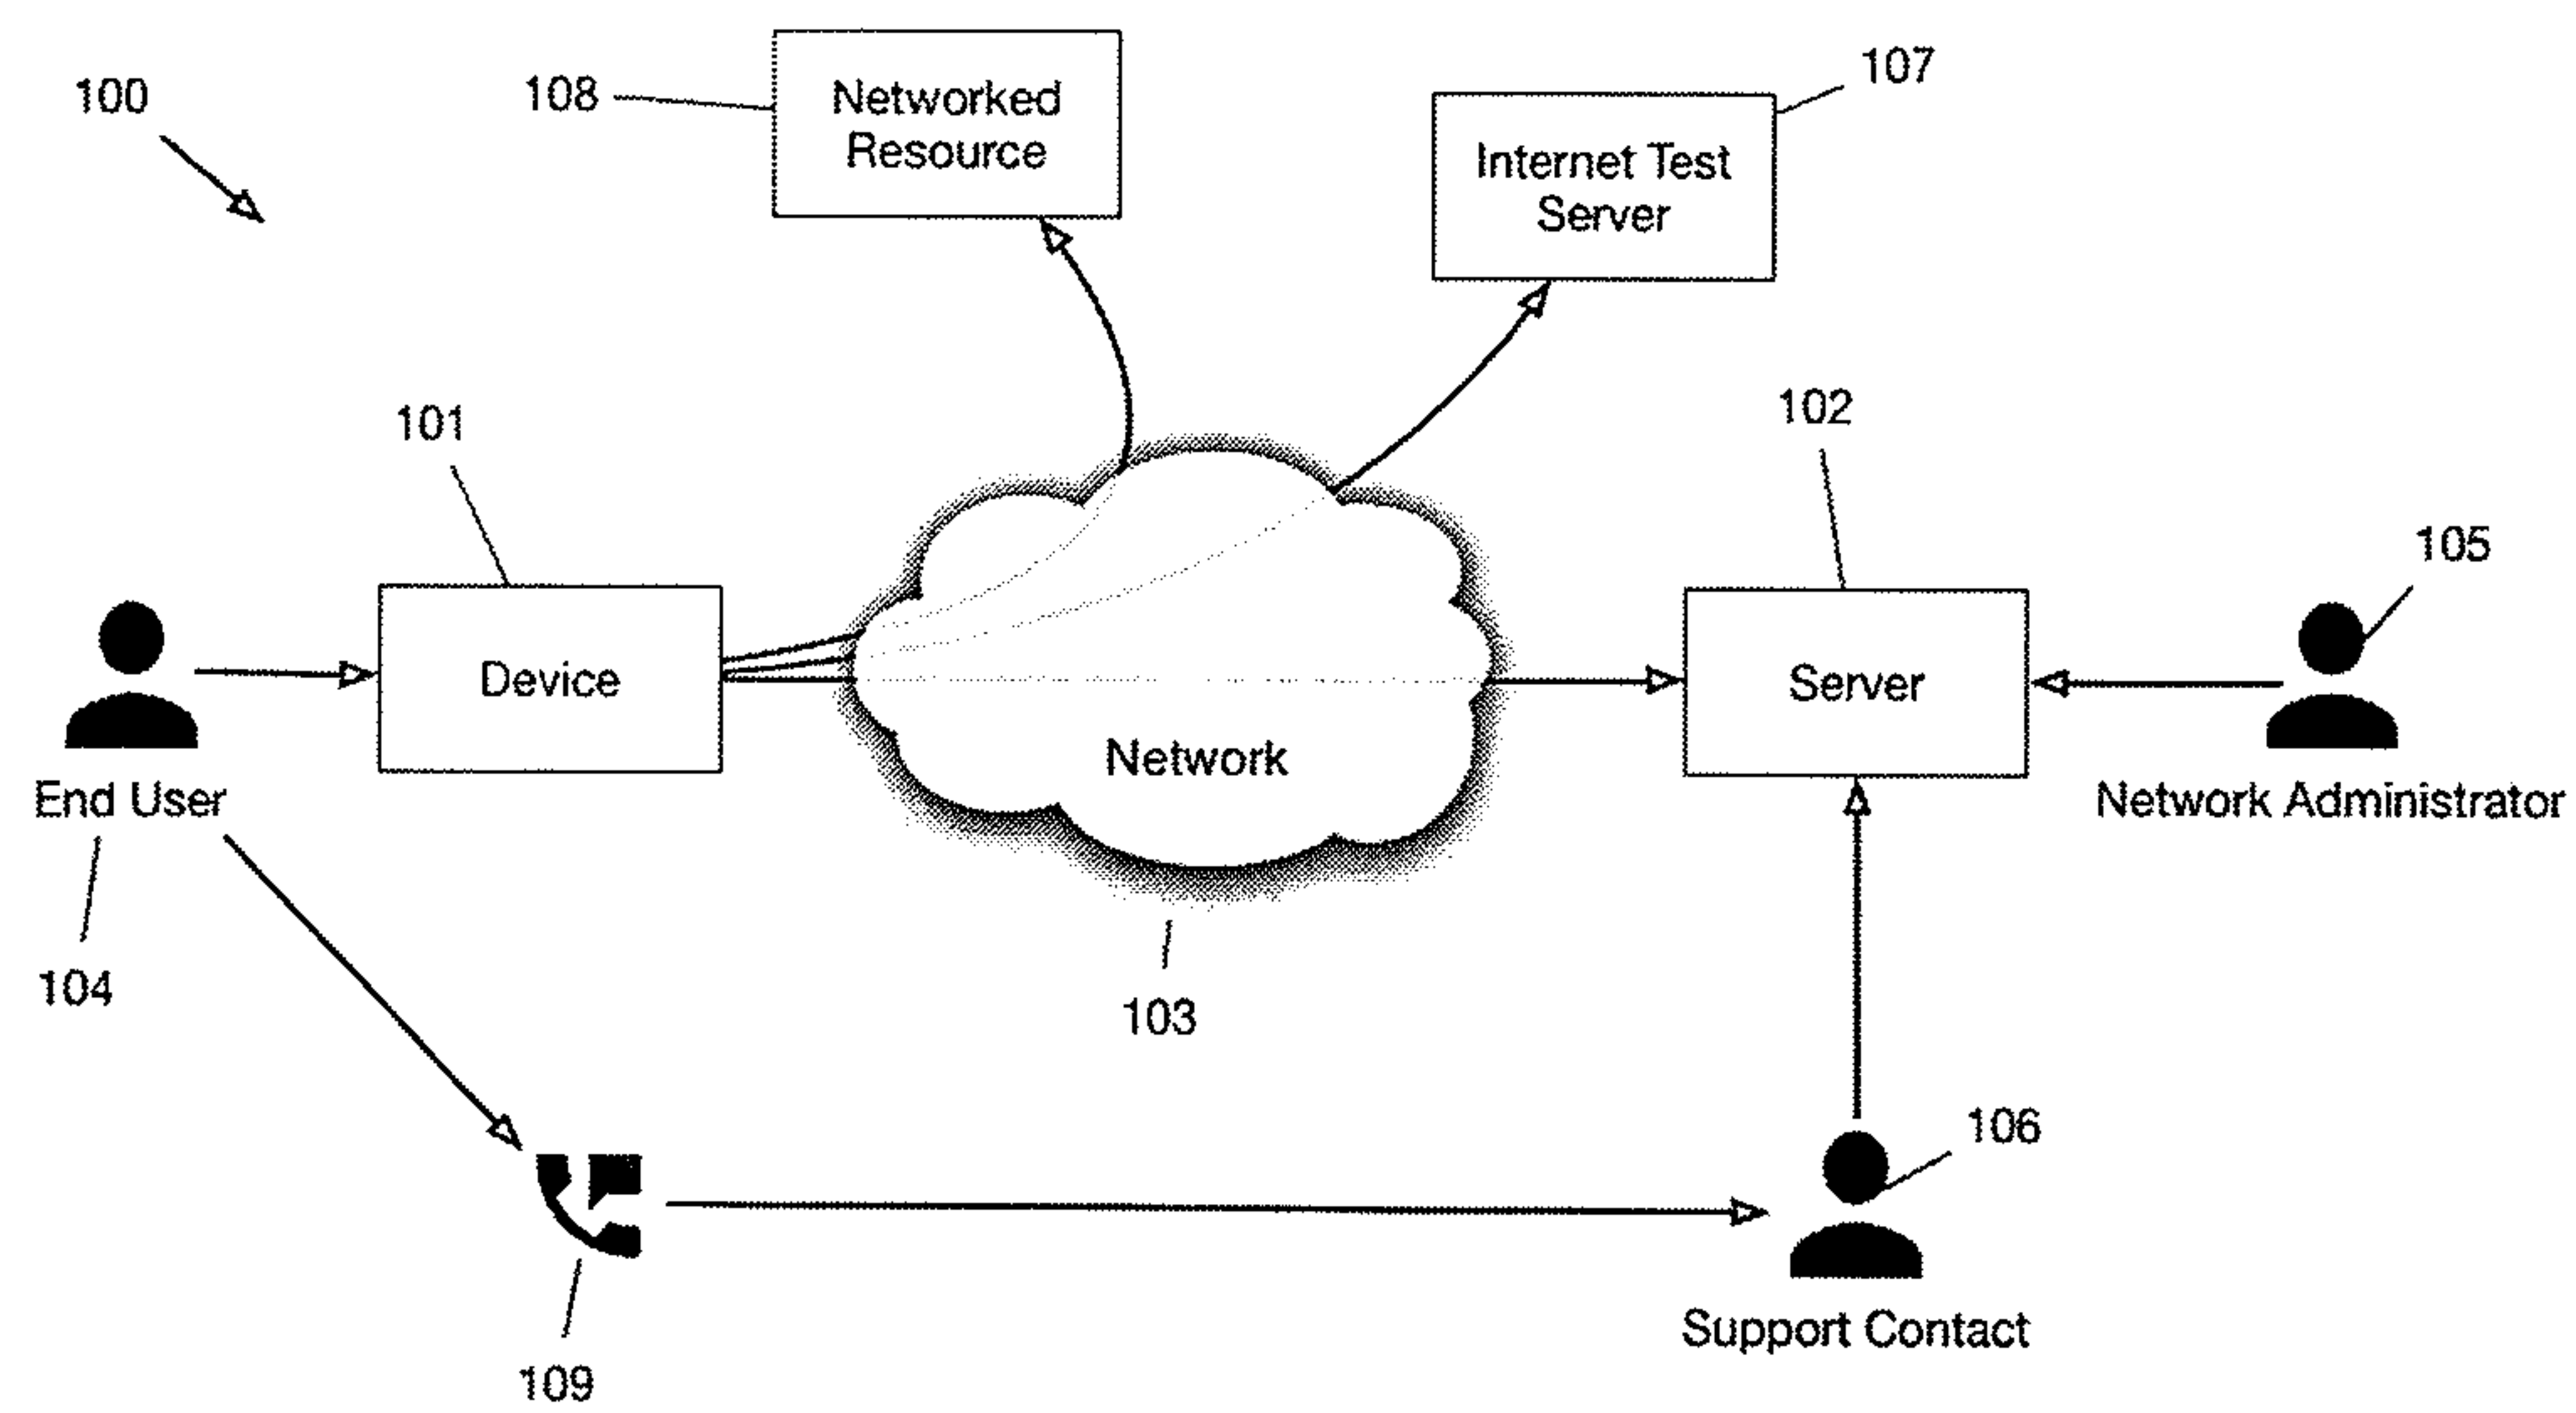 100
108
Networked
Resource
107
Internet Test
Server
101
102
105
Device
Network
Server
End User
Network Administrator
104
103
106
Support Contact
109